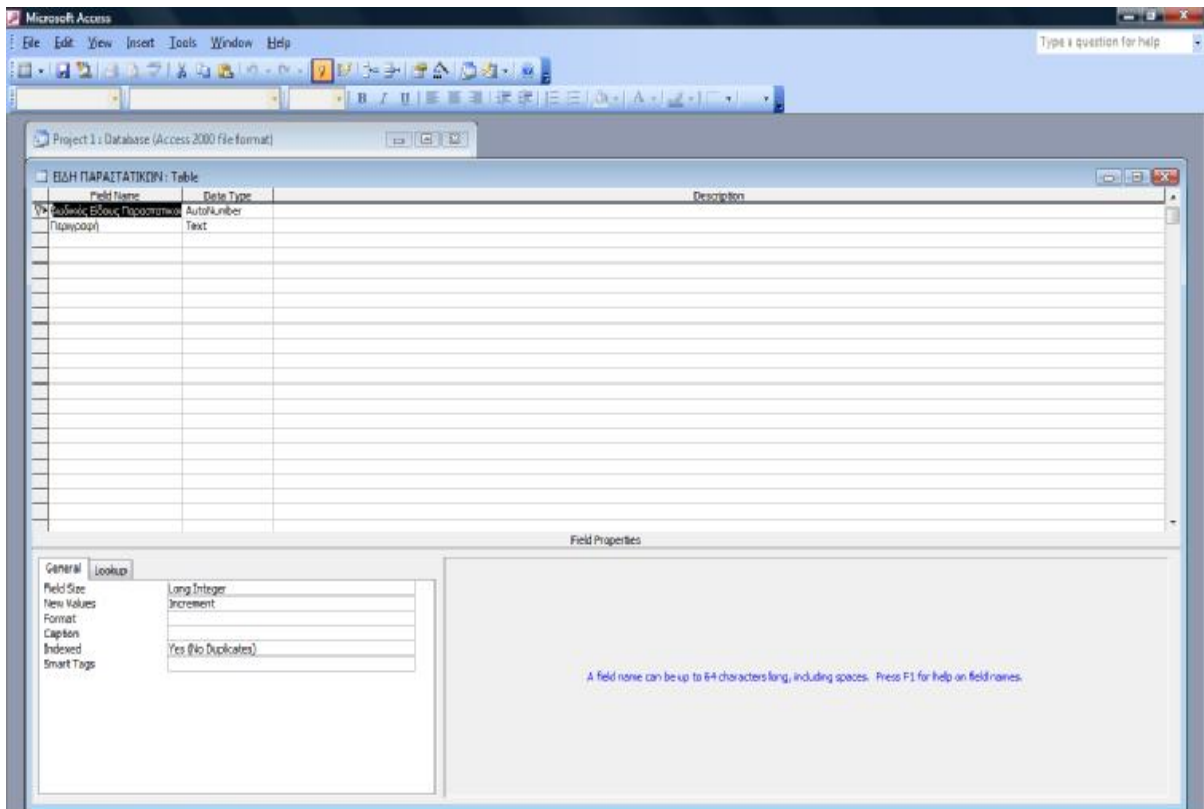 Microsoft Access
File Edit View Insert Tools Window Help
Type a question for help
B I U A
Project 1 : Database (Access 2000 file format)
ΕΙΔΗ ΠΑΡΑΣΤΑΤΙΚΩΝ : Table
Field Name Data Type Description
Κωδικός Είδους Παραστατικού AutoNumber
Περιγραφή Text
Field Properties
General Lookup
Field Size Long Integer
New Values Increment
Format
Caption
Indexed Yes (No Duplicates)
Smart Tags
A field name can be up to 64 characters long, including spaces. Press F1 for help on field names.